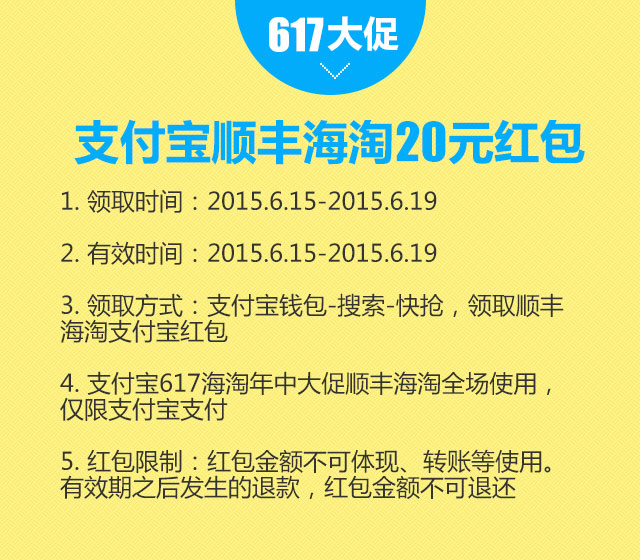 617大促
支付宝顺丰海淘20元红包
1. 领取时间：2015.6.15-2015.6.19
2. 有效时间：2015.6.15-2015.6.19
3. 领取方式：支付宝钱包-搜索-快抢，领取顺丰
海淘支付宝红包
4. 支付宝617海淘年中大促顺丰海淘全场使用，
仅限支付宝支付
5. 红包限制：红包金额不可体现、转账等使用。
有效期之后发生的退款，红包金额不可退还